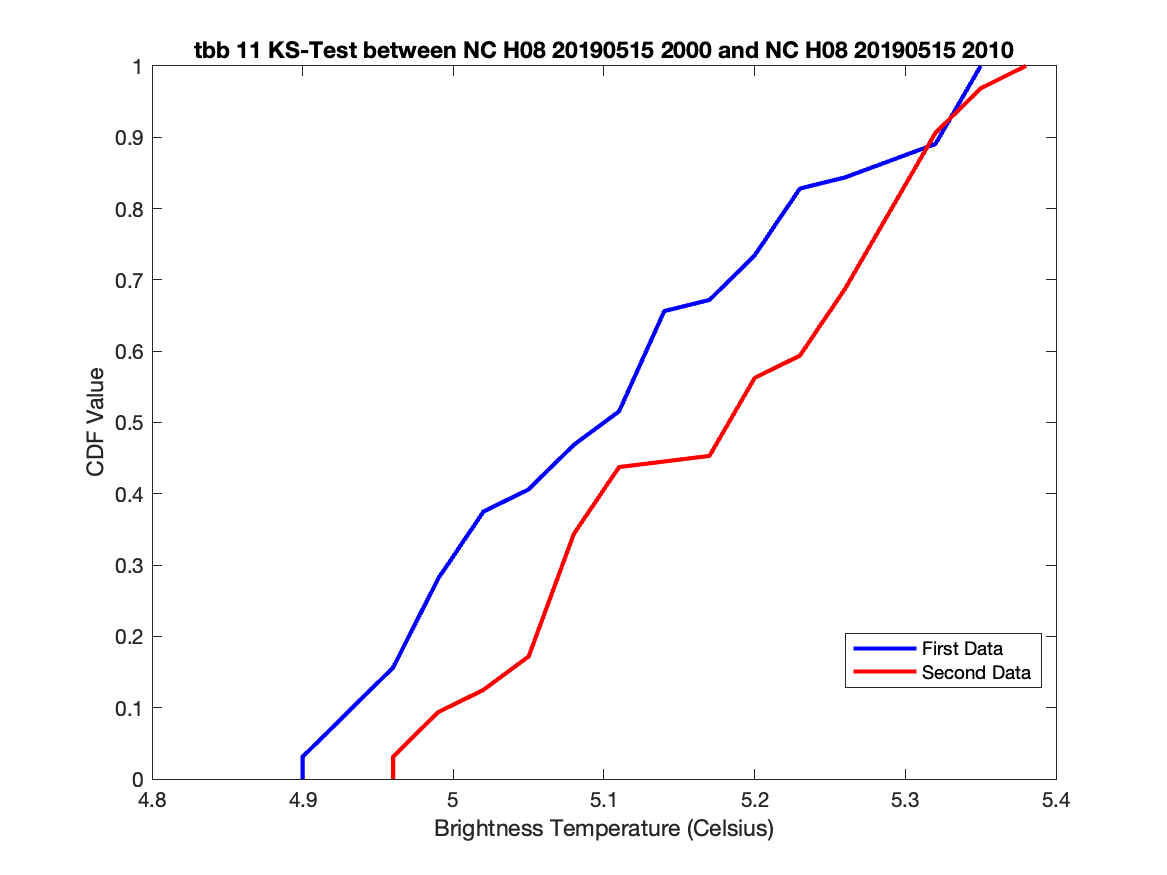 tbb 11 KS-Test between NC H08 20190515 2000 and NC H08 20190515 2010
1
0.9
0.8
0.7
0.6
0.5
0.4
0.3
0.2
0.1
0
CDF Value
First Data
Second Data
4.8 4.9 5 5.1 5.2 5.3 5.4
Brightness Temperature (Celsius)